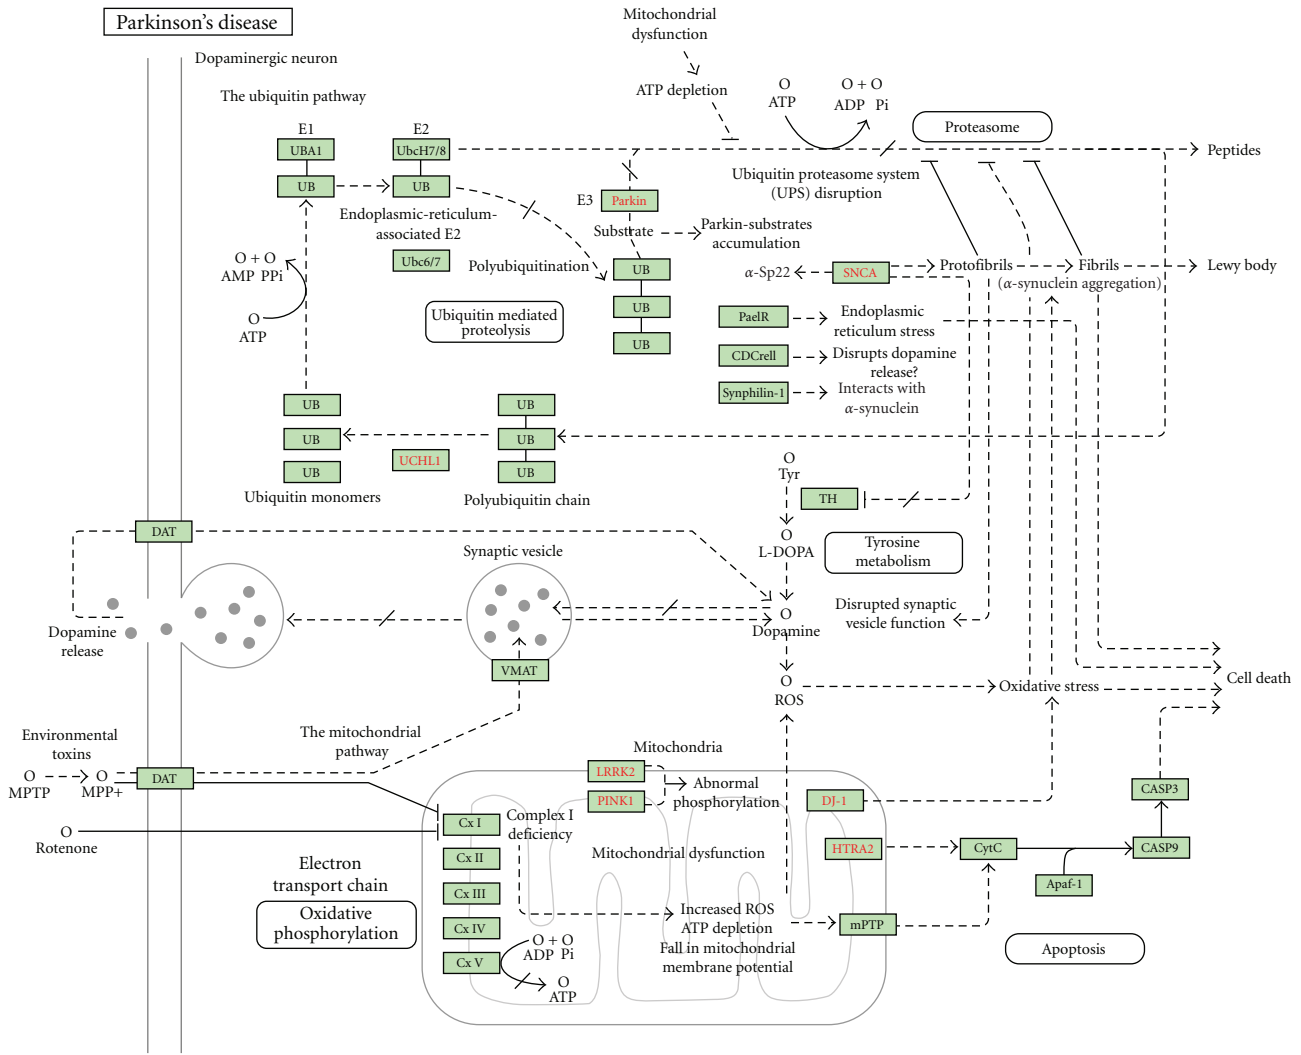 Parkinson's disease
Mitochondrial
dysfunction
Dopaminergic neuron
ATP depletion
O
ATP
O + O
ADP Pi
The ubiquitin pathway
Proteasome
E1
E2
UBA1
UbcH7/8
Peptides
Ubiquitin proteasome system
(UPS) disruption
UB
UB
E3
Parkin
Endoplasmic-reticulum-
associated E2
Substrate
Parkin-substrates
accumulation
Ubc6/7
Polyubiquitination
O + O
AMP PPi
O
ATP
UB
UB
UB
α-Sp22
SNCA
Protofibrils
Fibrils
Lewy body
(α-synuclein aggregation)
Ubiquitin mediated
proteolysis
PaelR
Endoplasmic
reticulum stress
CDCrell
Disrupts dopamine
release?
Synphilin-1
Interacts with
α-synuclein
UB
UB
UB
UB
UB
UB
UCHL1
Ubiquitin monomers
Polyubiquitin chain
O
Tyr
TH
DAT
O
L-DOPA
Tyrosine
metabolism
Synaptic vesicle
O
Dopamine
Disrupted synaptic
vesicle function
Dopamine
release
VMAT
O
ROS
Oxidative stress
Cell death
Environmental
toxins
The mitochondrial
pathway
Mitochondria
O
MPTP
O
MPP+
DAT
LRRK2
PINK1
Abnormal
phosphorylation
DJ-1
CASP3
O
Rotenone
Cx I
Complex I
deficiency
Cx II
Mitochondrial dysfunction
HTRA2
CytC
CASP9
Electron
transport chain
Cx III
Apaf-1
Oxidative
phosphorylation
Cx IV
Increased ROS
ATP depletion
Fall in mitochondrial
membrane potential
mPTP
O + O
ADP Pi
Cx V
O
ATP
Apoptosis